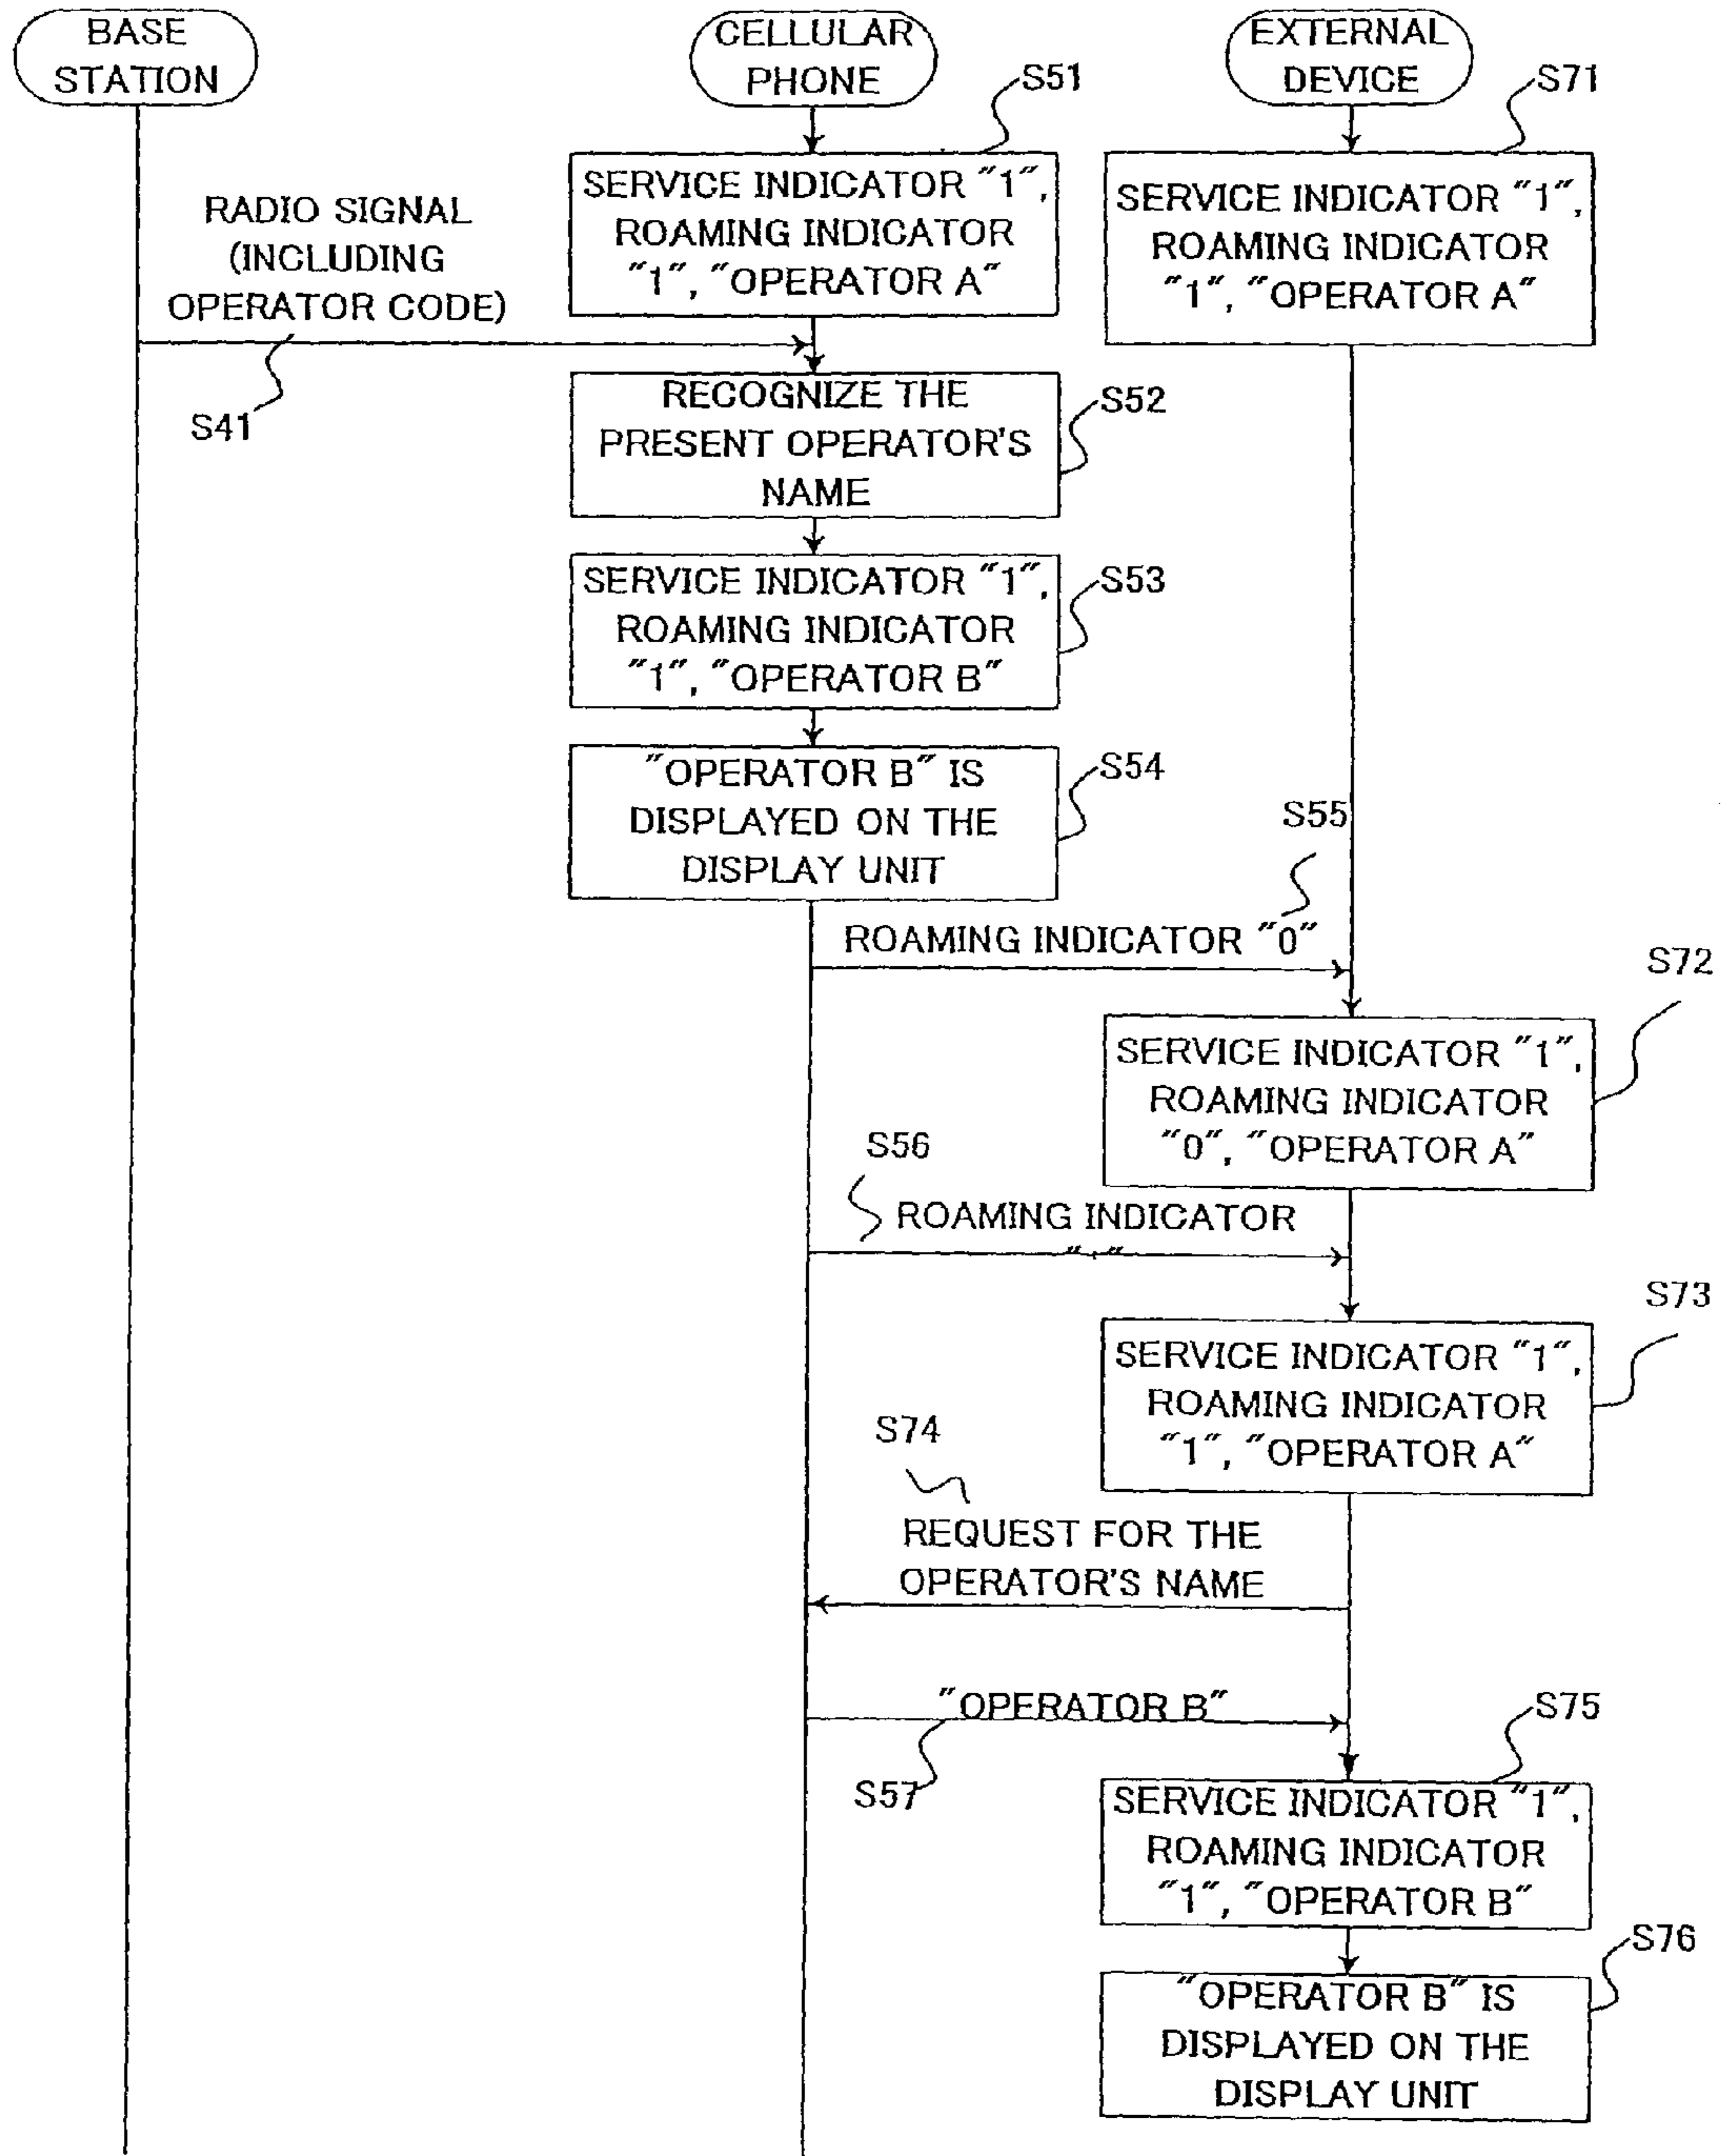 BASE
STATION
CELLULAR
PHONE
EXTERNAL
DEVICE
S51
S71
SERVICE INDICATOR "1",
ROAMING INDICATOR
"1", "OPERATOR A"
SERVICE INDICATOR "1",
ROAMING INDICATOR
"1", "OPERATOR A"
RADIO SIGNAL
(INCLUDING
OPERATOR CODE)
S41
RECOGNIZE THE
PRESENT OPERATOR'S
NAME
S52
SERVICE INDICATOR "1",
ROAMING INDICATOR
"1", "OPERATOR B"
S53
"OPERATOR B" IS
DISPLAYED ON THE
DISPLAY UNIT
S54
S55
ROAMING INDICATOR "0"
S72
SERVICE INDICATOR "1",
ROAMING INDICATOR
"0", "OPERATOR A"
S56
ROAMING INDICATOR
S73
SERVICE INDICATOR "1",
ROAMING INDICATOR
"1", "OPERATOR A"
S74
REQUEST FOR THE
OPERATOR'S NAME
"OPERATOR B"
S57
S75
SERVICE INDICATOR "1",
ROAMING INDICATOR
"1", "OPERATOR B"
S76
"OPERATOR B" IS
DISPLAYED ON THE
DISPLAY UNIT